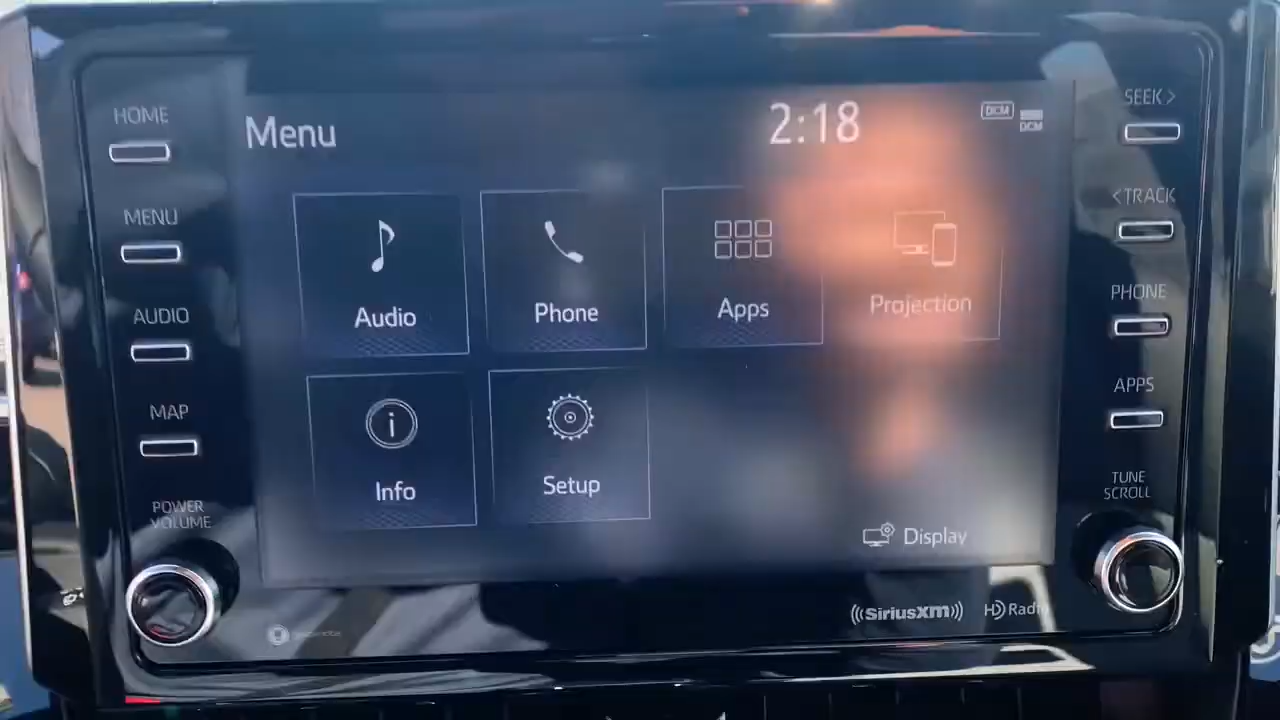 HOME
MENU
AUDIO
MAP
POWER
VOLUME
Menu
2:18
DCM
DCM
Audio
Phone
Apps
Projection
Info
Setup
Display
SEEK>
<TRACK
PHONE
APPS
TUNE
SCROLL
((SiriusXM))
HD Radio